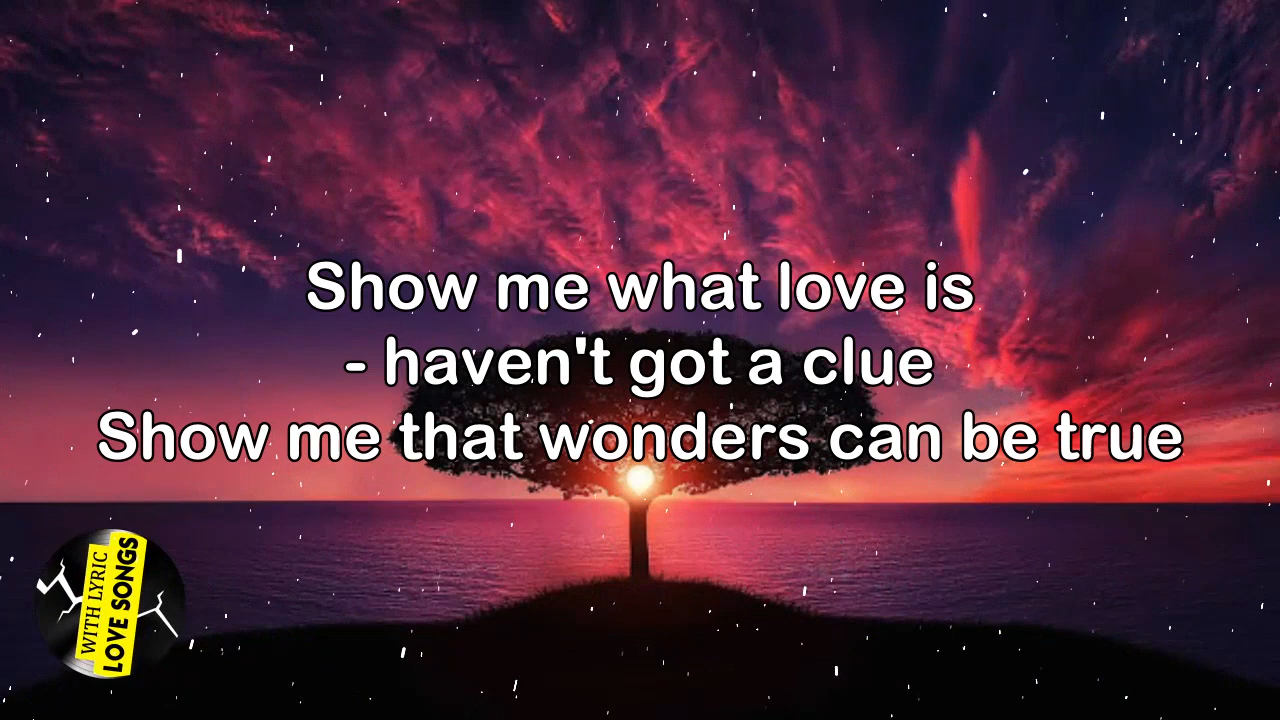 Show me what love is
- haven't got a clue
Show me that wonders can be true
WITH LYRIC
LOVE SONGS